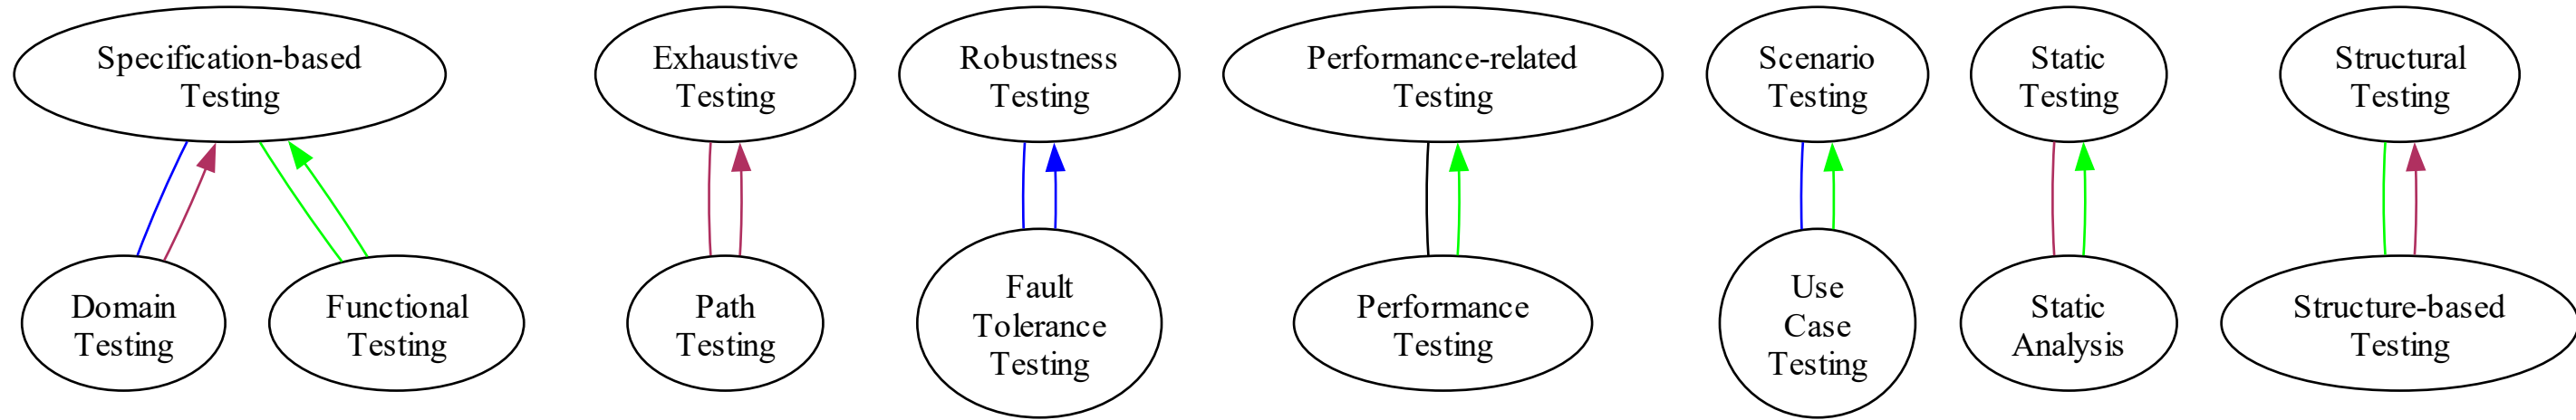 Specification-based
Testing
Exhaustive
Testing
Robustness
Testing
Performance-related
Testing
Scenario
Testing
Static
Testing
Structural
Testing
Domain
Testing
Functional
Testing
Path
Testing
Fault
Tolerance
Testing
Performance
Testing
Use
Case
Testing
Static
Analysis
Structure-based
Testing